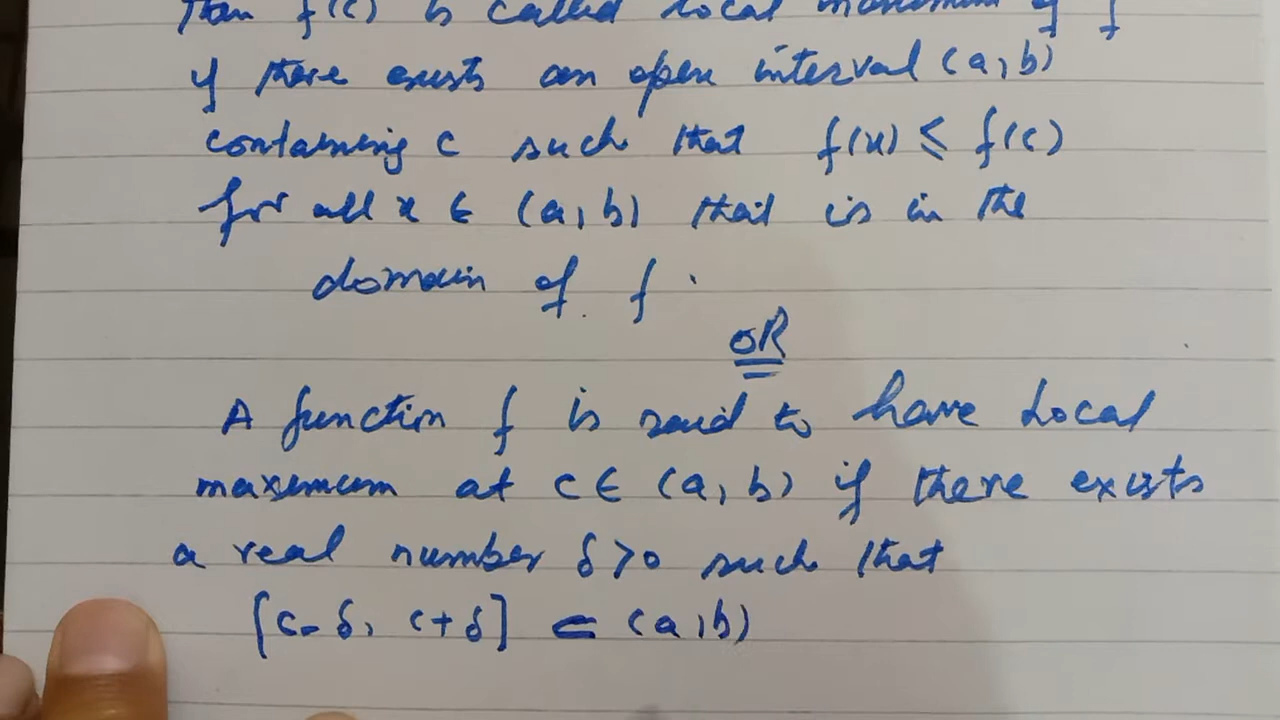 Then f(c) is called local maximum of f
if there exists an open interval (a, b)
containing c such that f(x) ≤ f(c)
for all x ∈ (a, b) that is in the
domain of f.
OR
A function f is said to have Local
maximum at c ∈ (a, b) if there exists
a real number δ>0 such that
[c-δ, c+δ] ⊂ (a, b)